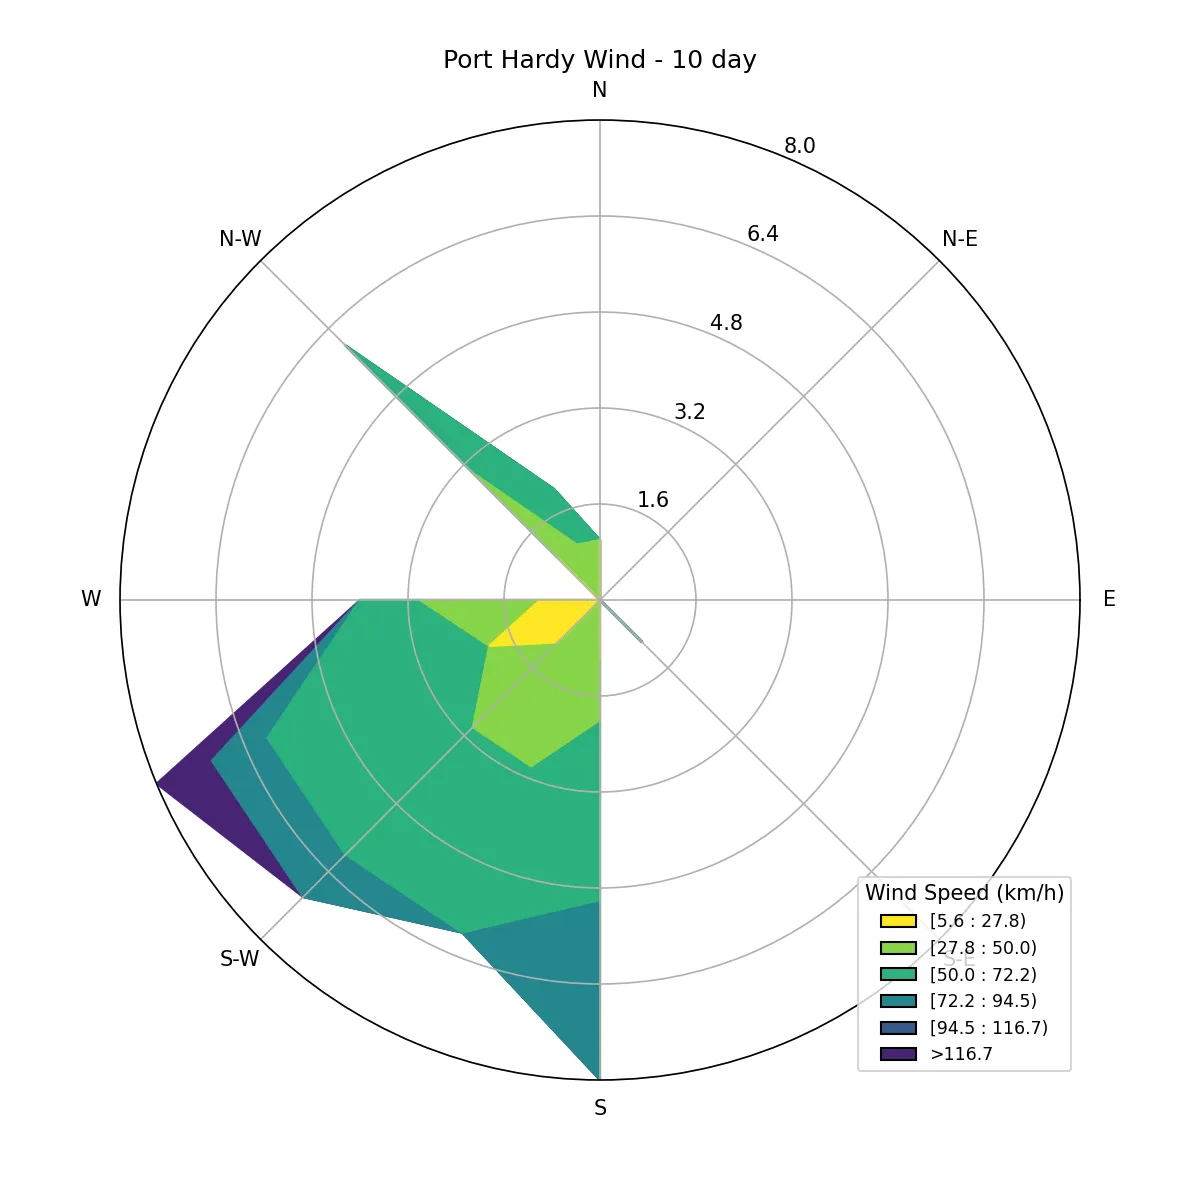 Port Hardy Wind - 10 day
N
8.0
N-W
N-E
6.4
4.8
3.2
1.6
W
E
S-W
S-E
Wind Speed (km/h)
[5.6 : 27.8)
[27.8 : 50.0)
[50.0 : 72.2)
[72.2 : 94.5)
[94.5 : 116.7)
>116.7
S